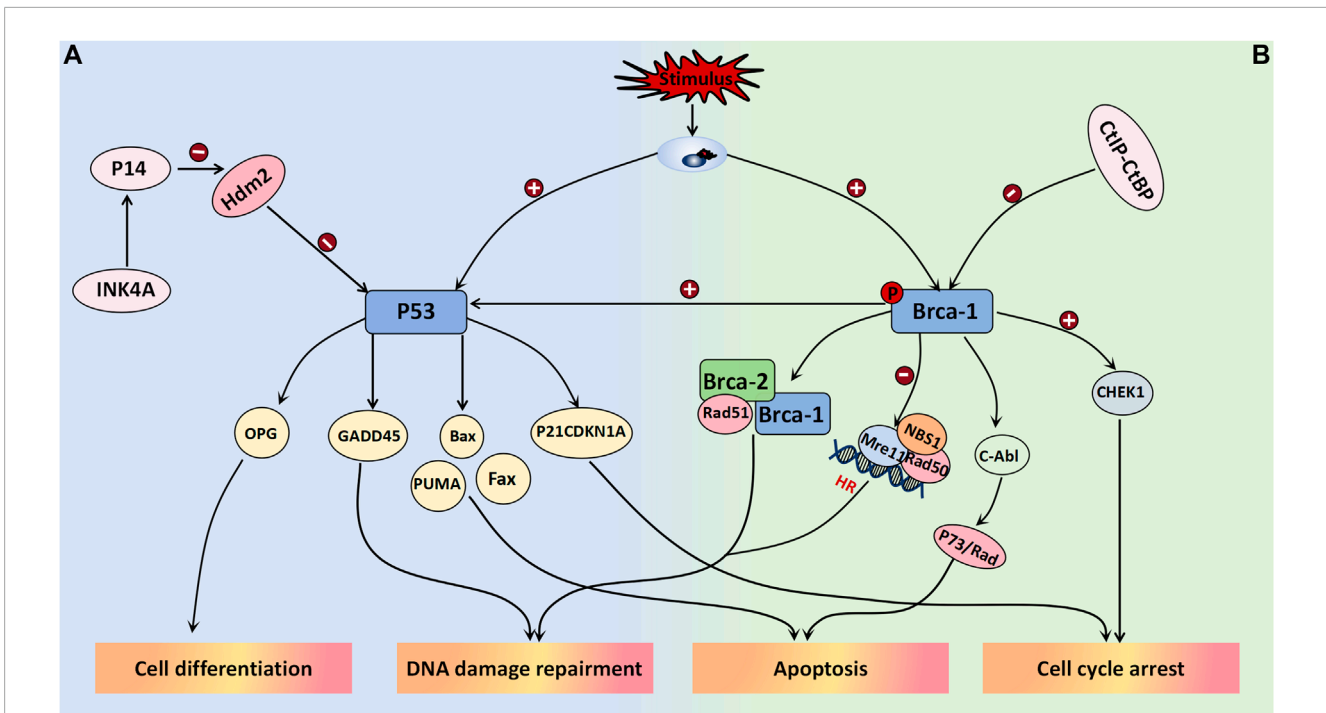 A
B
Stimulus
P14
Hdm2
CtIP-CtBP
INK4A
P53
P
Brca-1
Brca-2
Rad51
Brca-1
CHEK1
NBS1
Mre11
Rad50
HR
C-Abl
P73/Rad
OPG
GADD45
Bax
PUMA
Fax
P21CDKN1A
Cell differentiation
DNA damage repairment
Apoptosis
Cell cycle arrest